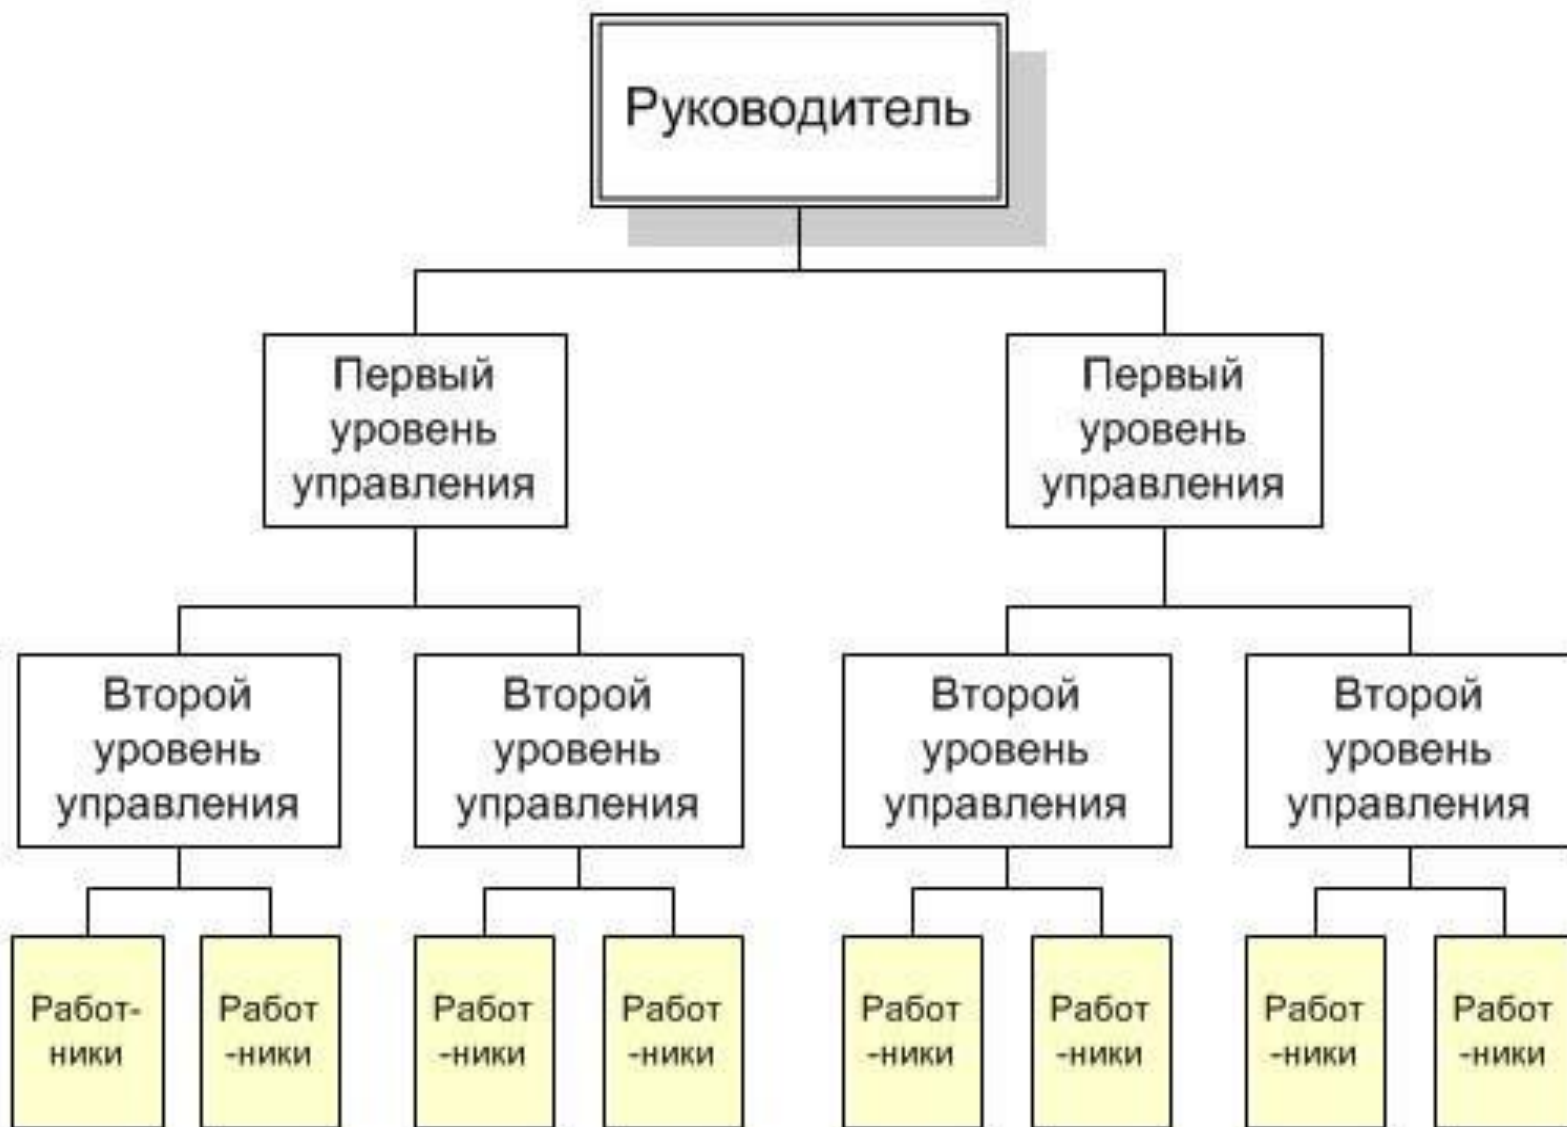 Руководитель
Первый
уровень
управления
Первый
уровень
управления
Второй
уровень
управления
Второй
уровень
управления
Второй
уровень
управления
Второй
уровень
управления
Работ-
ники
Работ
-ники
Работ
-ники
Работ
-ники
Работ
-ники
Работ
-ники
Работ
-ники
Работ
-ники